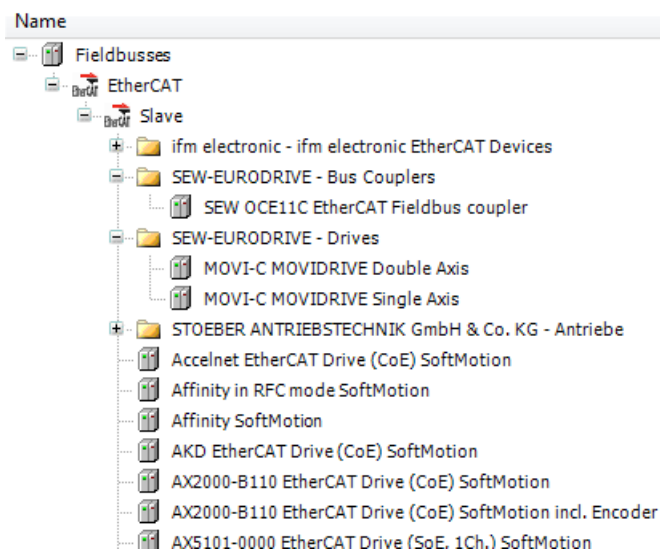 Name
Fieldbusses
EtherCAT
Slave
ifm electronic - ifm electronic EtherCAT Devices
SEW-EURODRIVE - Bus Couplers
SEW OCE11C EtherCAT Fieldbus coupler
SEW-EURODRIVE - Drives
MOVI-C MOVIDRIVE Double Axis
MOVI-C MOVIDRIVE Single Axis
STOEBER ANTRIEBSTECHNIK GmbH & Co. KG - Antriebe
Accelnet EtherCAT Drive (CoE) SoftMotion
Affinity in RFC mode SoftMotion
Affinity SoftMotion
AKD EtherCAT Drive (CoE) SoftMotion
AX2000-B110 EtherCAT Drive (CoE) SoftMotion
AX2000-B110 EtherCAT Drive (CoE) SoftMotion incl. Encoder
AX5101-0000 EtherCAT Drive (SoE, 1Ch.) SoftMotion